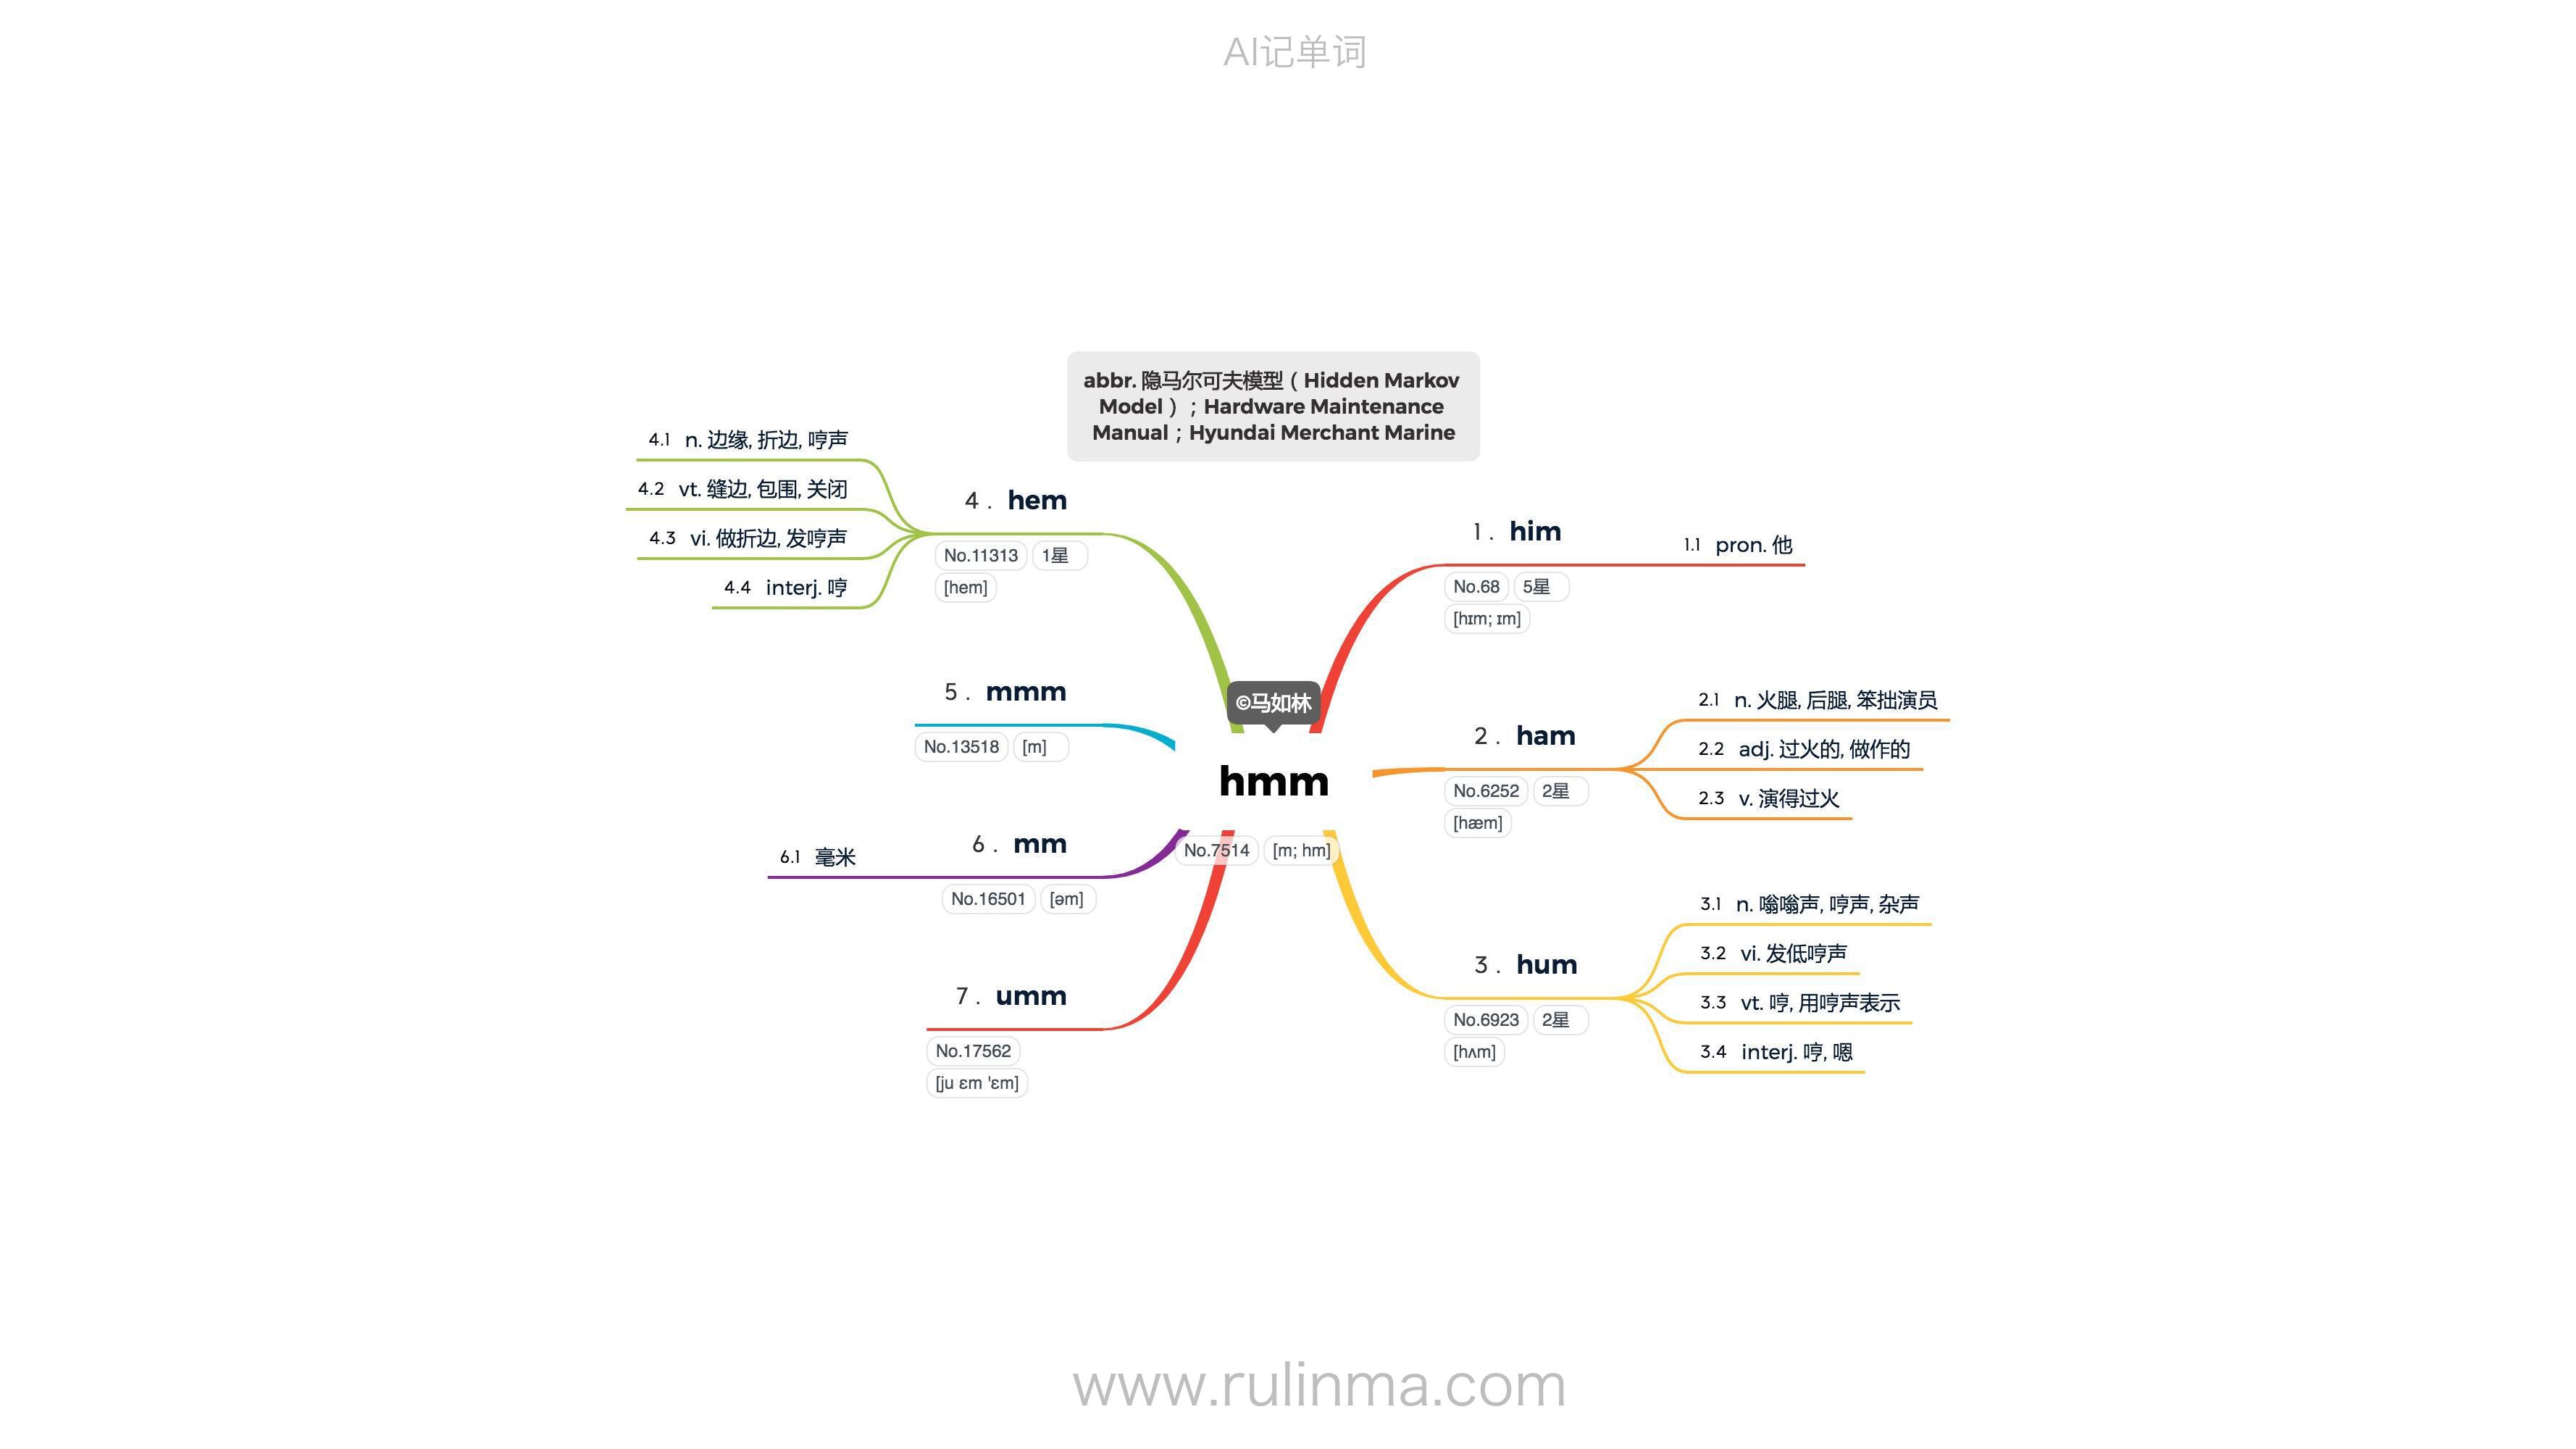 AI记单词
abbr. 隐马尔可夫模型（Hidden Markov
Model）；Hardware Maintenance
Manual；Hyundai Merchant Marine
©马如林
hmm
No.7514 [m; hm]
1. him
No.68 5星
[hɪm; ɪm]
1.1 pron. 他
2. ham
No.6252 2星
[hæm]
2.1 n. 火腿, 后腿, 笨拙演员
2.2 adj. 过火的, 做作的
2.3 v. 演得过火
3. hum
No.6923 2星
[hʌm]
3.1 n. 嗡嗡声, 哼声, 杂声
3.2 vi. 发低哼声
3.3 vt. 哼, 用哼声表示
3.4 interj. 哼, 嗯
4. hem
No.11313 1星
[hem]
4.1 n. 边缘, 折边, 哼声
4.2 vt. 缝边, 包围, 关闭
4.3 vi. 做折边, 发哼声
4.4 interj. 哼
5. mmm
No.13518 [m]
6. mm
No.16501 [əm]
6.1 毫米
7. umm
No.17562
[ju ɛm 'ɛm]
www.rulinma.com